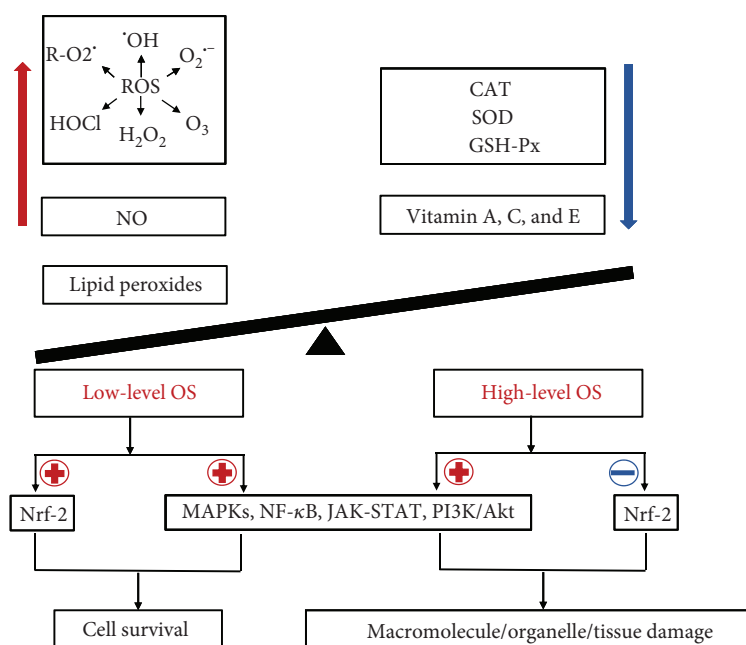 ˙OH
R-O2˙
O₂˙⁻
ROS
HOCl
H₂O₂
O₃
NO
Lipid peroxides
CAT
SOD
GSH-Px
Vitamin A, C, and E
Low-level OS
High-level OS
Nrf-2
MAPKs, NF-κB, JAK-STAT, PI3K/Akt
Nrf-2
Cell survival
Macromolecule/organelle/tissue damage